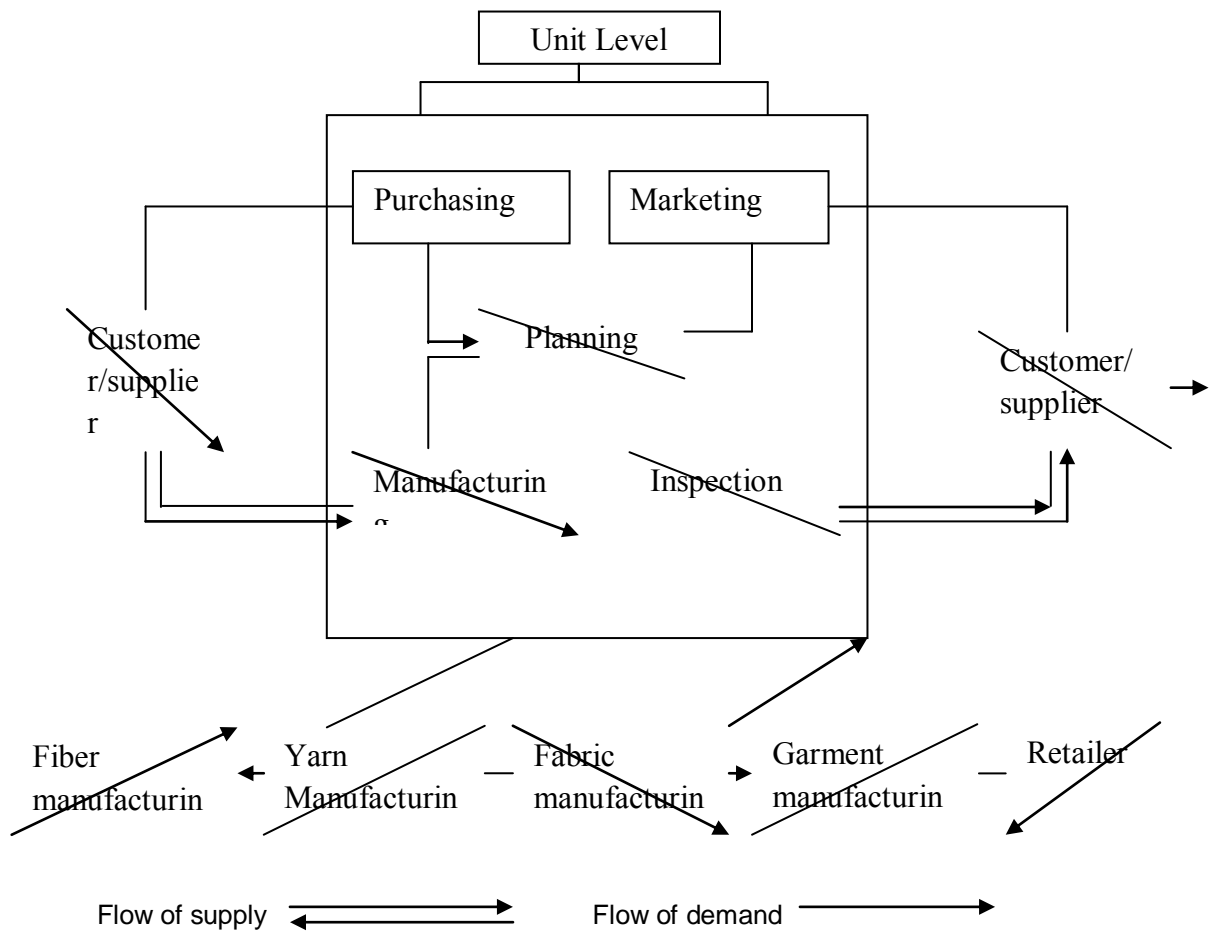 Unit Level
Purchasing
Marketing
Custome
r/supplie
r
Planning
Customer/
supplier
Manufacturin
g
Inspection
Fiber
manufacturin
Yarn
Manufacturin
Fabric
manufacturin
Garment
manufacturin
Retailer
Flow of supply
Flow of demand